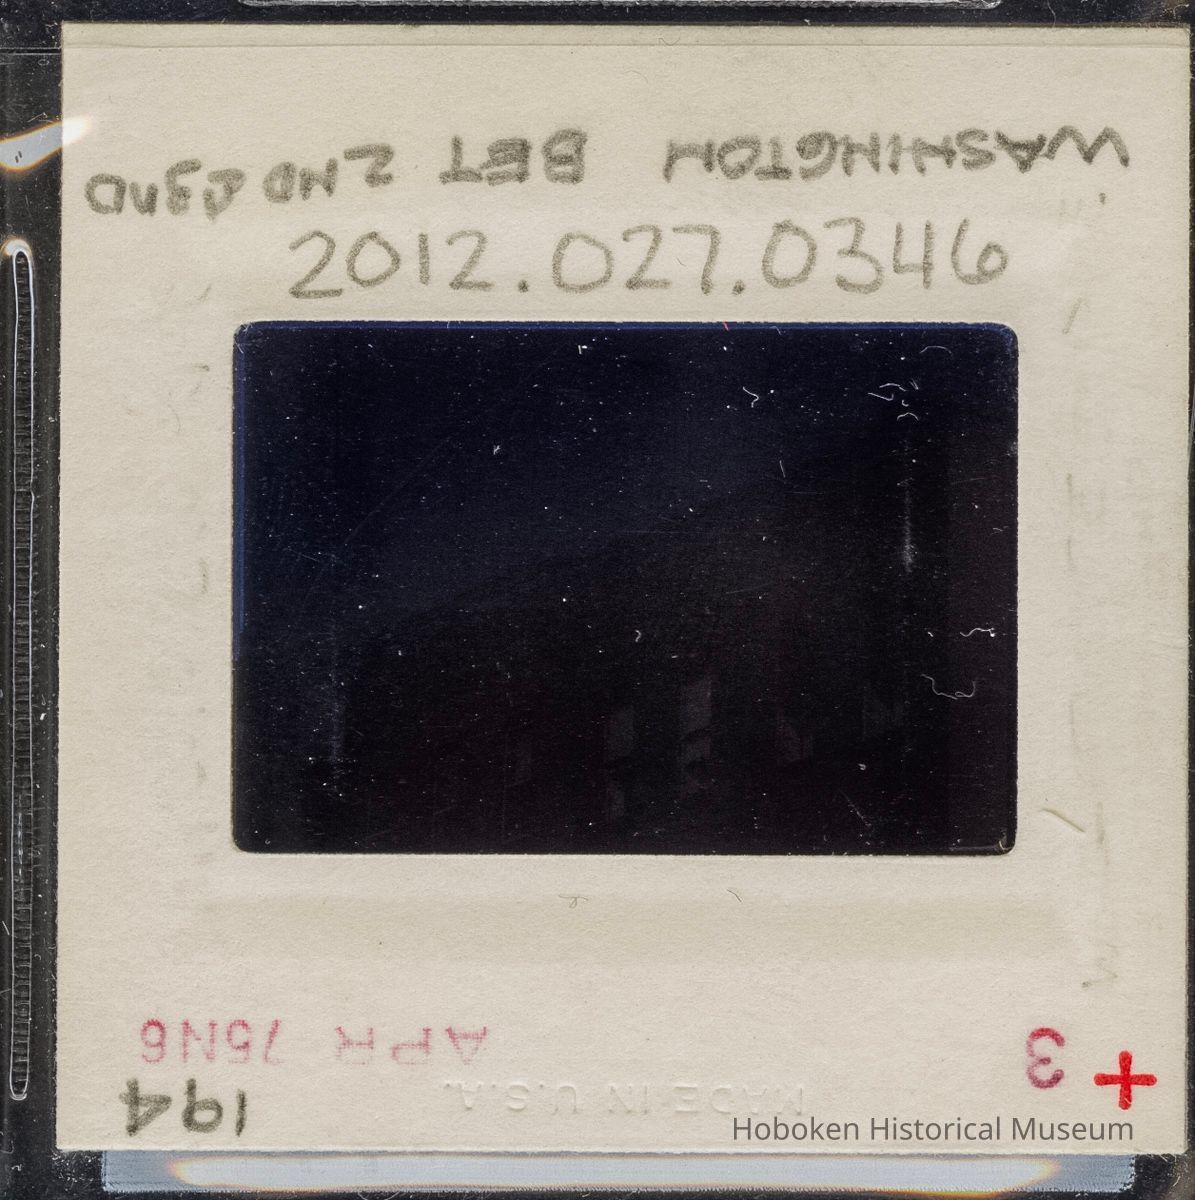 WASHINGTON BET 2ND & 3RD
2012.027.0346
3 APR 75N6
+
194
MADE IN U.S.A.
Hoboken Historical Museum